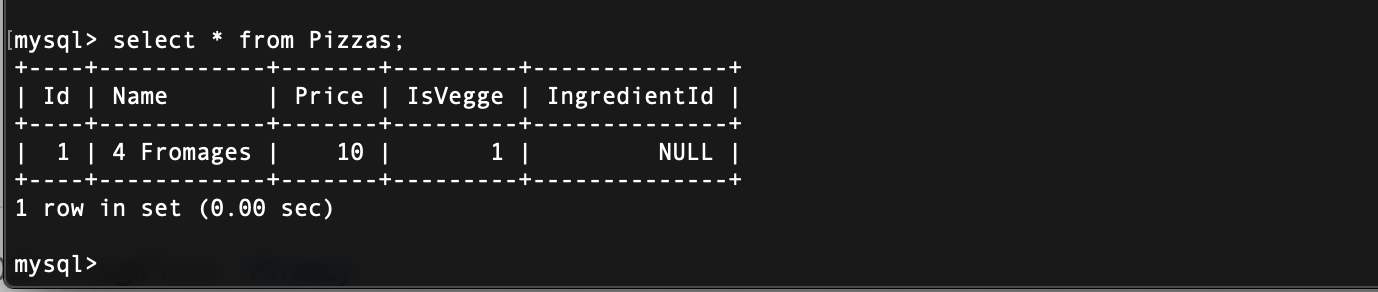 [mysql> select * from Pizzas;
+----+------------+-------+---------+--------------+
| Id | Name       | Price | IsVegge | IngredientId |
+----+------------+-------+---------+--------------+
|  1 | 4 Fromages |    10 |       1 |         NULL |
+----+------------+-------+---------+--------------+
1 row in set (0.00 sec)
mysql>